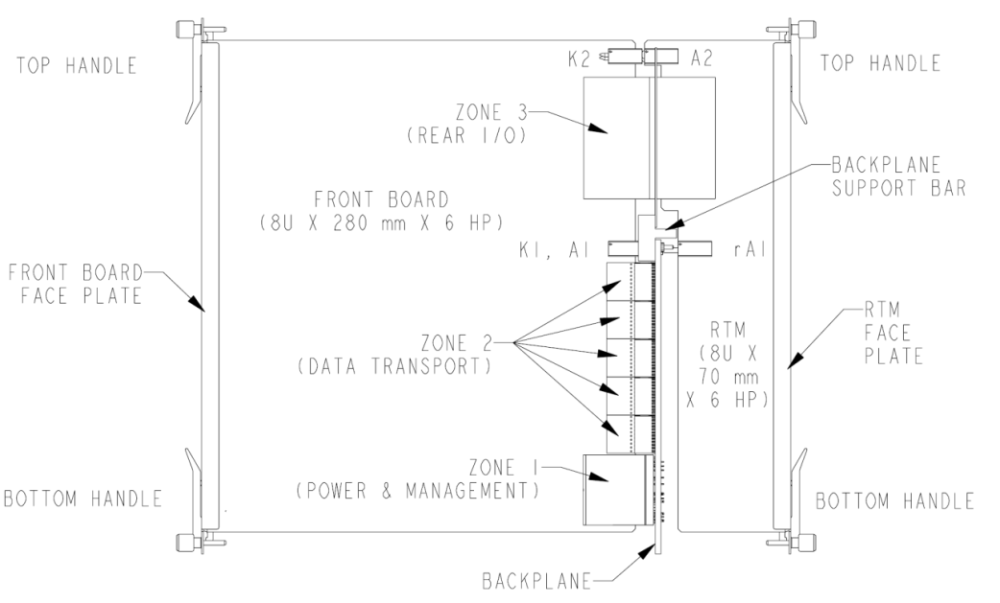 TOP HANDLE
K2
A2
TOP HANDLE
ZONE 3
(REAR I/O)
BACKPLANE
SUPPORT BAR
FRONT BOARD
(8U X 280 mm X 6 HP)
K1, A1
rA1
FRONT BOARD
FACE PLATE
ZONE 2
(DATA TRANSPORT)
RTM
(8U X
70 mm
X 6 HP)
RTM
FACE
PLATE
ZONE 1
(POWER & MANAGEMENT)
BOTTOM HANDLE
BOTTOM HANDLE
BACKPLANE